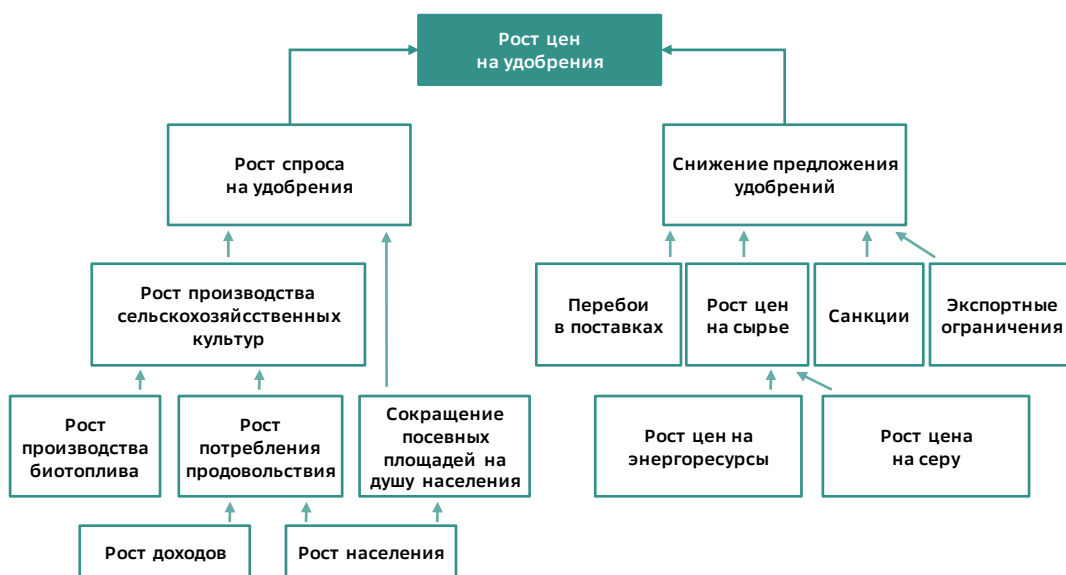 Рост цен
на удобрения
Рост спроса
на удобрения
Снижение предложения
удобрений
Рост производства
сельскохозяйсственных
культур
Перебои
в поставках
Рост цен
на сырье
Санкции
Экспортные
ограничения
Рост
производства
биотоплива
Рост
потребления
продовольствия
Сокращение
посевных
площадей на
душу населения
Рост цен на
энергоресурсы
Рост цена
на серу
Рост доходов
Рост населения